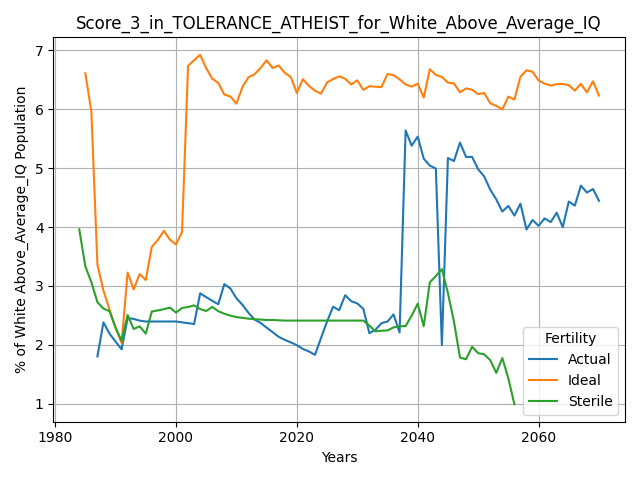 Score_3_in_TOLERANCE_ATHEIST_for_White_Above_Average_IQ
% of White Above_Average_IQ Population
7
6
5
4
3
2
1
1980
2000
2020
2040
2060
Years
Fertility
Actual
Ideal
Sterile